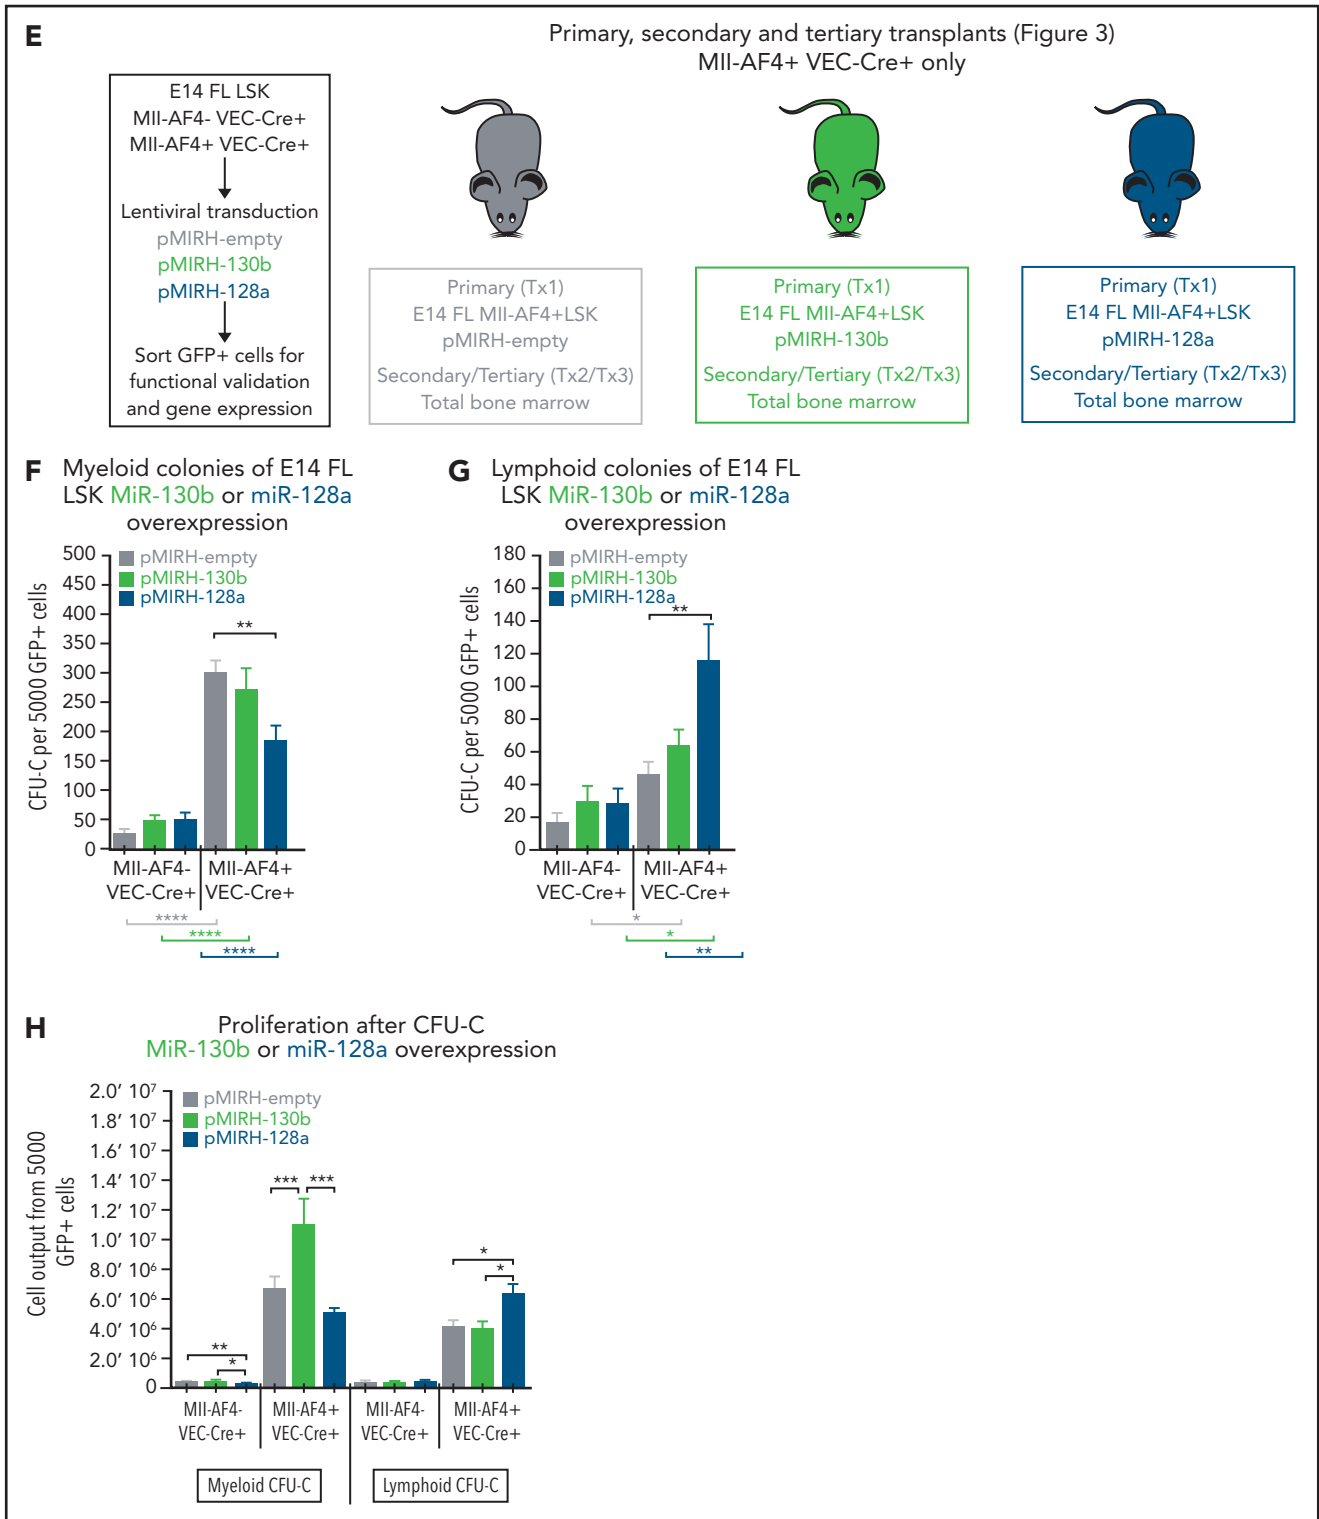 E
Primary, secondary and tertiary transplants (Figure 3)
Mll-AF4+ VEC-Cre+ only
E14 FL LSK
Mll-AF4- VEC-Cre+
Mll-AF4+ VEC-Cre+
Lentiviral transduction
pMIRH-empty
pMIRH-130b
pMIRH-128a
Sort GFP+ cells for
functional validation
and gene expression
Primary (Tx1)
E14 FL Mll-AF4+LSK
pMIRH-empty
Secondary/Tertiary (Tx2/Tx3)
Total bone marrow
Primary (Tx1)
E14 FL Mll-AF4+LSK
pMIRH-130b
Secondary/Tertiary (Tx2/Tx3)
Total bone marrow
Primary (Tx1)
E14 FL Mll-AF4+LSK
pMIRH-128a
Secondary/Tertiary (Tx2/Tx3)
Total bone marrow
F
Myeloid colonies of E14 FL
LSK MiR-130b or miR-128a
overexpression
CFU-C per 5000 GFP+ cells
500
450
400
350
300
250
200
150
100
50
0
pMIRH-empty
pMIRH-130b
pMIRH-128a
**
Mll-AF4-
VEC-Cre+
Mll-AF4+
VEC-Cre+
****
****
****
G
Lymphoid colonies of E14 FL
LSK MiR-130b or miR-128a
overexpression
CFU-C per 5000 GFP+ cells
180
160
140
120
100
80
60
40
20
0
pMIRH-empty
pMIRH-130b
pMIRH-128a
**
Mll-AF4-
VEC-Cre+
Mll-AF4+
VEC-Cre+
*
*
**
H
Proliferation after CFU-C
MiR-130b or miR-128a overexpression
Cell output from 5000
GFP+ cells
2.0’ 10⁷
1.8’ 10⁷
1.6’ 10⁷
1.4’ 10⁷
1.2’ 10⁷
1.0’ 10⁷
8.0’ 10⁶
6.0’ 10⁶
4.0’ 10⁶
2.0’ 10⁶
0
pMIRH-empty
pMIRH-130b
pMIRH-128a
**
*
***
***
*
*
Mll-AF4-
VEC-Cre+
Mll-AF4+
VEC-Cre+
Mll-AF4-
VEC-Cre+
Mll-AF4+
VEC-Cre+
Myeloid CFU-C
Lymphoid CFU-C